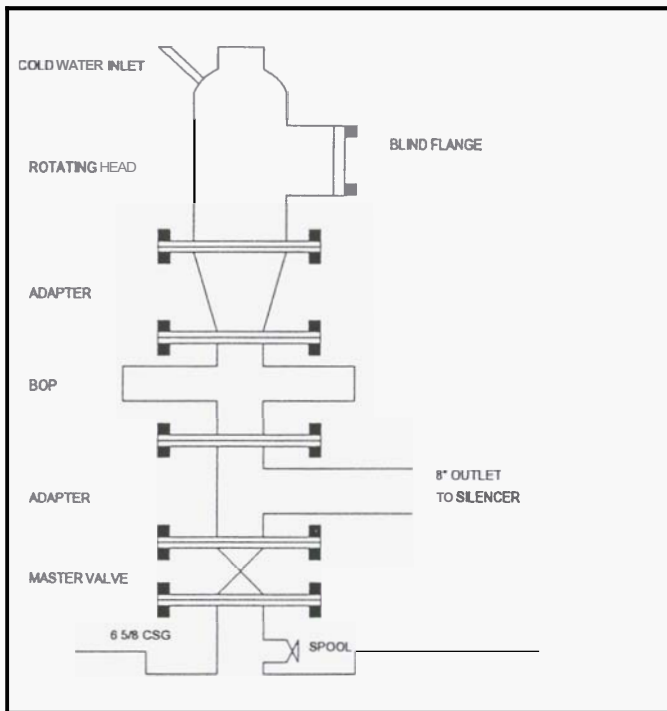 COLD WATER INLET
BLIND FLANGE
ROTATING HEAD
ADAPTER
BOP
8" OUTLET
TO SILENCER
ADAPTER
MASTER VALVE
6 5/8 CSG
SPOOL